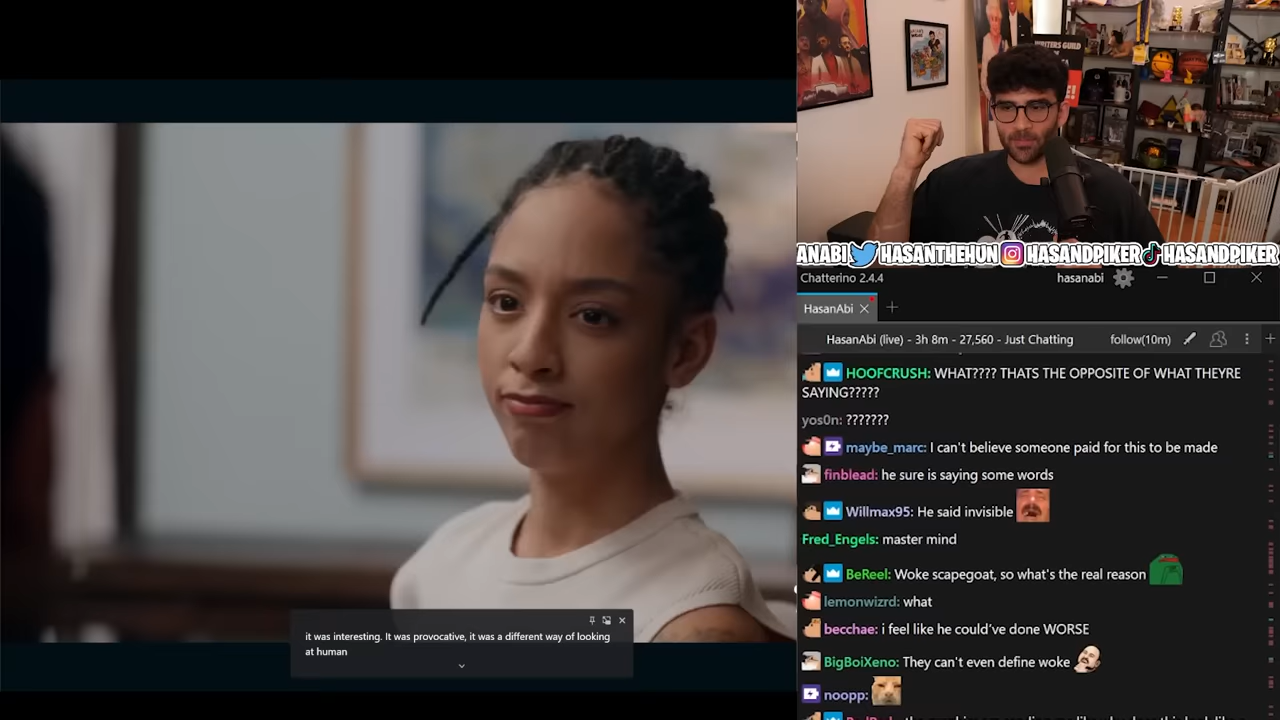 it was interesting. It was provocative, it was a different way of looking
at human
WRITERS GUILD
ANABI HASANTHEHUN HASANDPIKER HASANDPIKER
Chatterino 2.4.4 hasanabi
HasanAbi
HasanAbi (live) - 3h 8m - 27,560 - Just Chatting follow(10m)
HOOFCRUSH: WHAT???? THATS THE OPPOSITE OF WHAT THEYRE
SAYING?????
yos0n: ???????
maybe_marc: I can't believe someone paid for this to be made
finblead: he sure is saying some words
Willmax95: He said invisible
Fred_Engels: master mind
BeReel: Woke scapegoat, so what's the real reason
lemonwizrd: what
becchae: i feel like he could've done WORSE
BigBoiXeno: They can't even define woke
noopp: